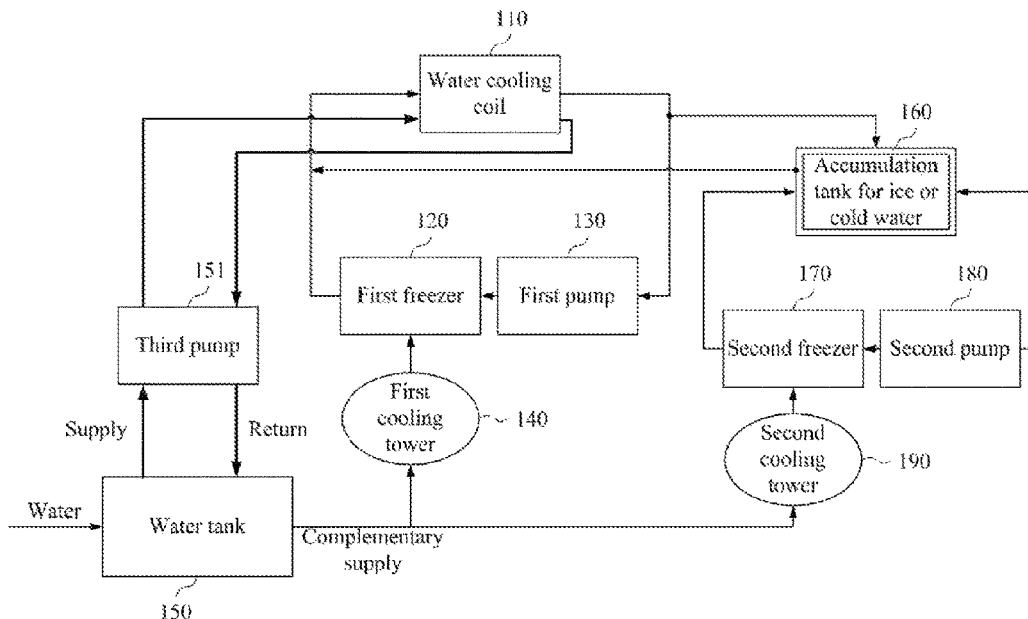 110
Water cooling
coil
160
Accumulation
tank for ice or
cold water
120
130
First freezer
First pump
170
180
Second freezer
Second pump
151
Third pump
First
cooling
tower
140
Second
cooling
tower
190
Supply
Return
Water
Water tank
Complementary
supply
150